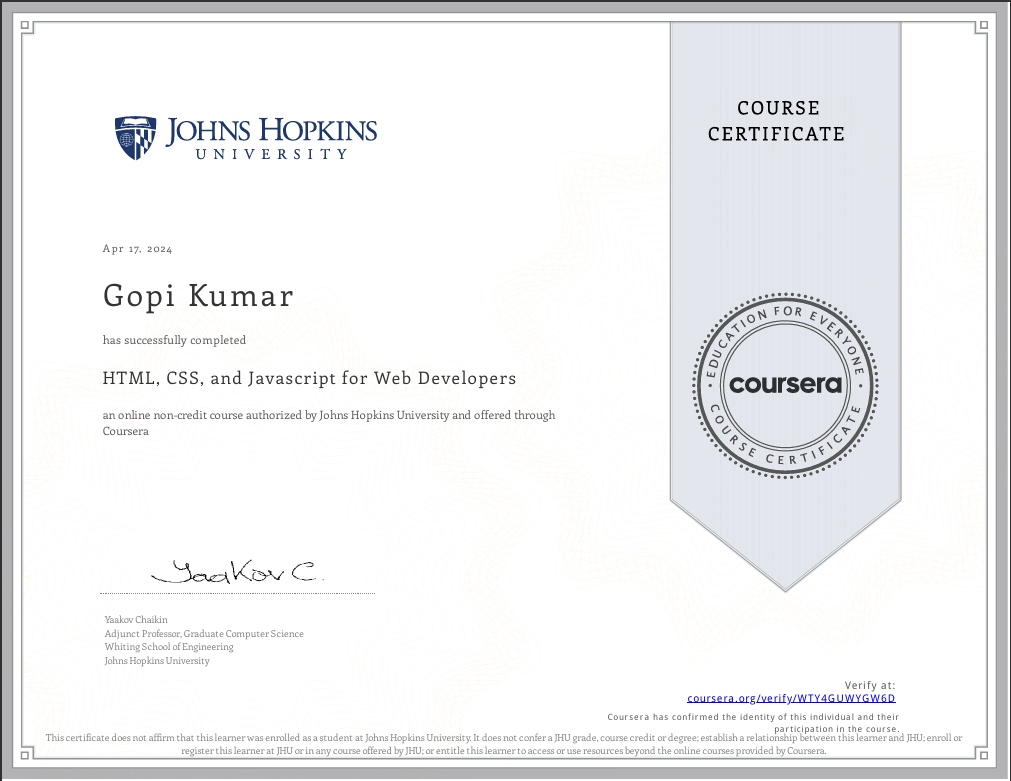 JOHNS HOPKINS
UNIVERSITY
COURSE
CERTIFICATE
Apr 17, 2024
Gopi Kumar
has successfully completed
HTML, CSS, and Javascript for Web Developers
an online non-credit course authorized by Johns Hopkins University and offered through
Coursera
EDUCATION FOR EVERYONE
coursera
COURSE CERTIFICATE
Yaakov C.
Yaakov Chaikin
Adjunct Professor, Graduate Computer Science
Whiting School of Engineering
Johns Hopkins University
Verify at:
coursera.org/verify/WTY4GUWYGW6D
Coursera has confirmed the identity of this individual and their
participation in the course.
This certificate does not affirm that this learner was enrolled as a student at Johns Hopkins University. It does not confer a JHU grade, course credit or degree; establish a relationship between this learner and JHU; enroll or
register this learner at JHU or in any course offered by JHU; or entitle this learner to access or use resources beyond the online courses provided by Coursera.